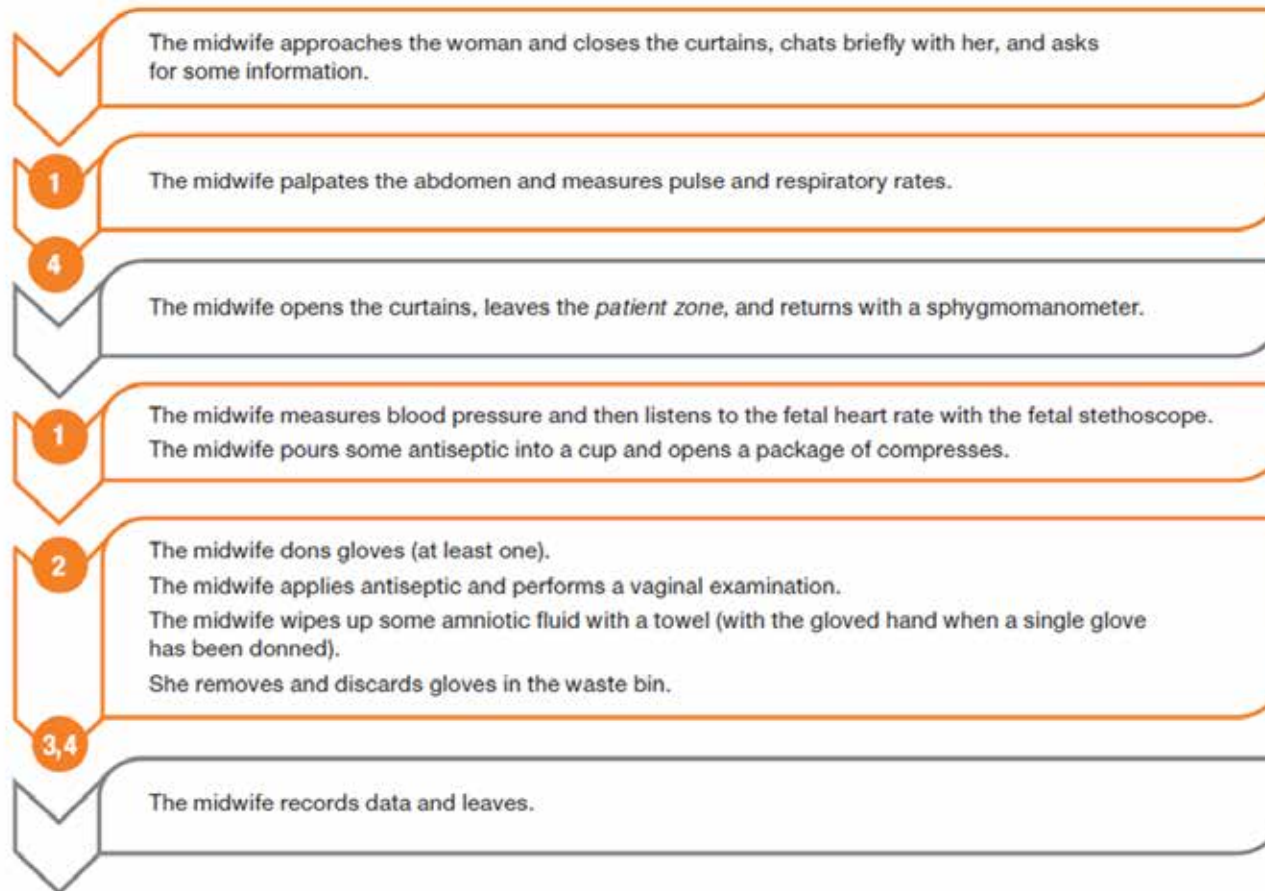 The midwife approaches the woman and closes the curtains, chats briefly with her, and asks
for some information.
1
The midwife palpates the abdomen and measures pulse and respiratory rates.
4
The midwife opens the curtains, leaves the patient zone, and returns with a sphygmomanometer.
1
The midwife measures blood pressure and then listens to the fetal heart rate with the fetal stethoscope.
The midwife pours some antiseptic into a cup and opens a package of compresses.
2
The midwife dons gloves (at least one).
The midwife applies antiseptic and performs a vaginal examination.
The midwife wipes up some amniotic fluid with a towel (with the gloved hand when a single glove
has been donned).
She removes and discards gloves in the waste bin.
3,4
The midwife records data and leaves.